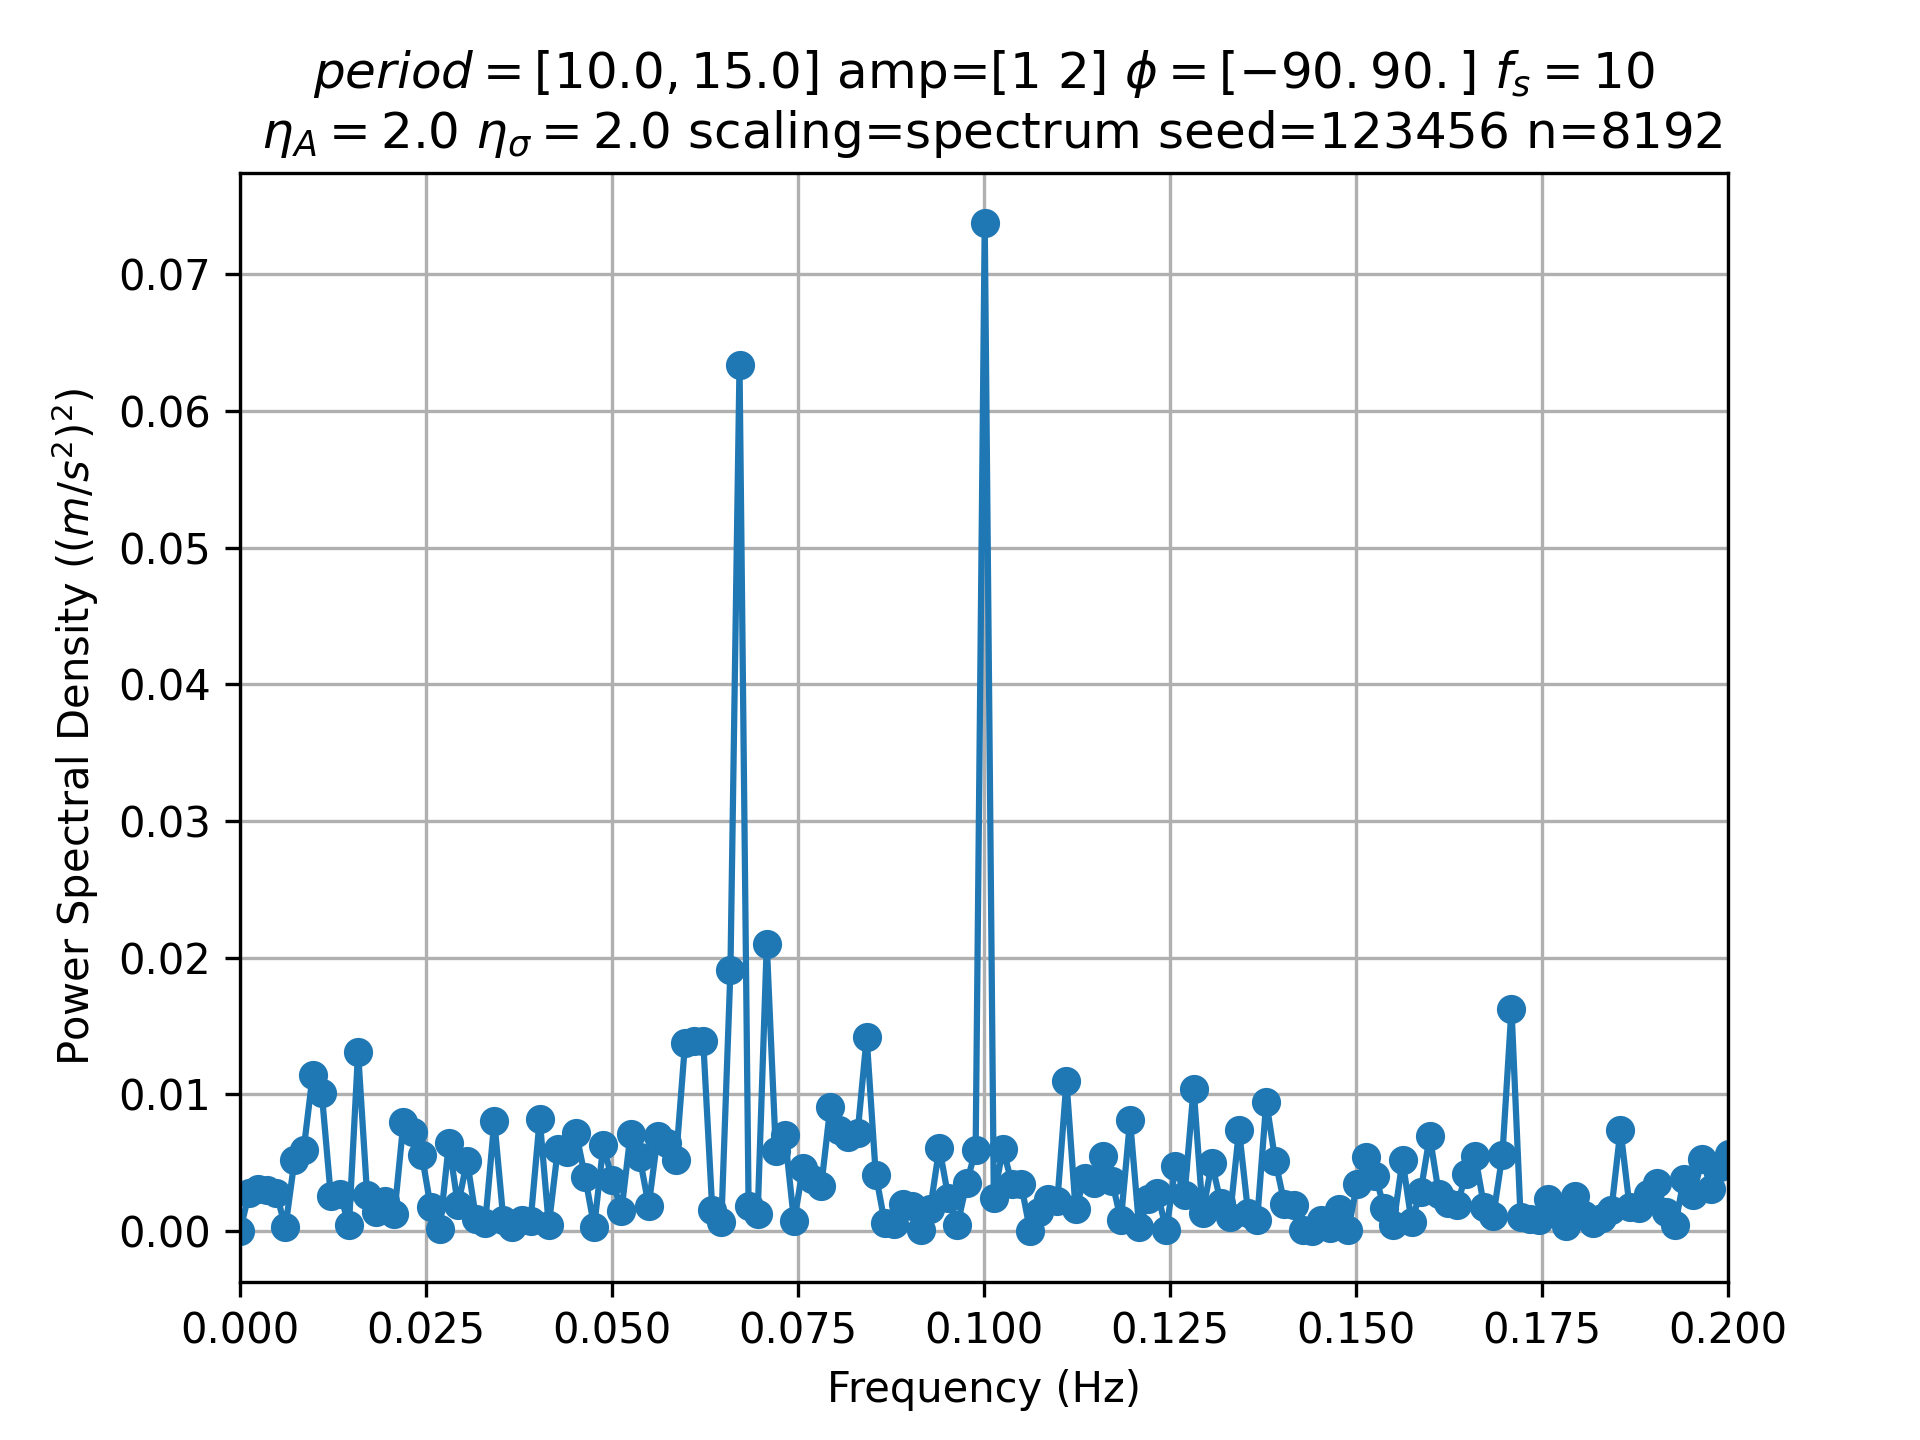 period = [10.0, 15.0] amp=[1 2] ϕ = [−90. 90.] fₛ = 10
η_A = 2.0 η_σ = 2.0 scaling=spectrum seed=123456 n=8192
Power Spectral Density ((m/s²)²)
0.07
0.06
0.05
0.04
0.03
0.02
0.01
0.00
0.000 0.025 0.050 0.075 0.100 0.125 0.150 0.175 0.200
Frequency (Hz)